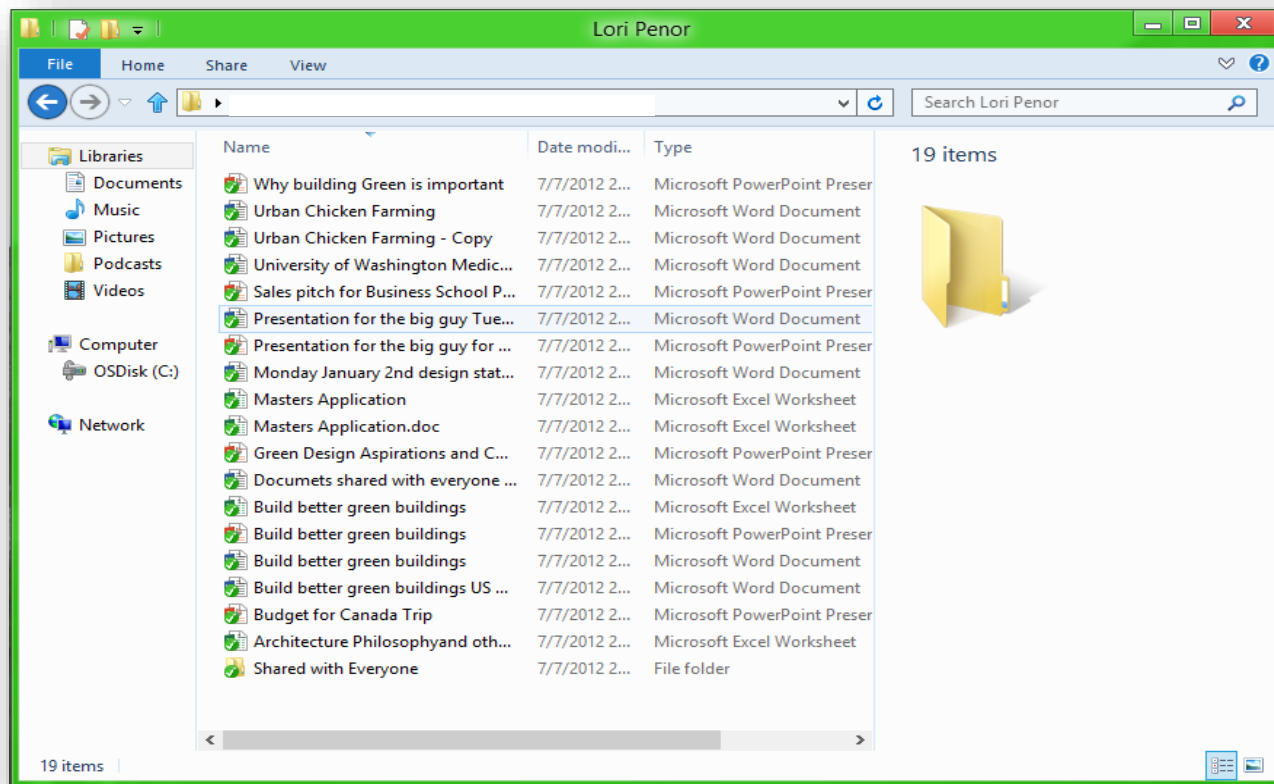 Lori Penor
File Home Share View
Search Lori Penor
Libraries
Documents
Music
Pictures
Podcasts
Videos
Computer
OSDisk (C:)
Network
Name Date modi... Type
Why building Green is important 7/7/2012 2... Microsoft PowerPoint Preser
Urban Chicken Farming 7/7/2012 2... Microsoft Word Document
Urban Chicken Farming - Copy 7/7/2012 2... Microsoft Word Document
University of Washington Medic... 7/7/2012 2... Microsoft Word Document
Sales pitch for Business School P... 7/7/2012 2... Microsoft PowerPoint Preser
Presentation for the big guy Tue... 7/7/2012 2... Microsoft Word Document
Presentation for the big guy for ... 7/7/2012 2... Microsoft PowerPoint Preser
Monday January 2nd design stat... 7/7/2012 2... Microsoft Word Document
Masters Application 7/7/2012 2... Microsoft Excel Worksheet
Masters Application.doc 7/7/2012 2... Microsoft Excel Worksheet
Green Design Aspirations and C... 7/7/2012 2... Microsoft PowerPoint Preser
Documets shared with everyone ... 7/7/2012 2... Microsoft Word Document
Build better green buildings 7/7/2012 2... Microsoft Excel Worksheet
Build better green buildings 7/7/2012 2... Microsoft PowerPoint Preser
Build better green buildings 7/7/2012 2... Microsoft Word Document
Build better green buildings US ... 7/7/2012 2... Microsoft Word Document
Budget for Canada Trip 7/7/2012 2... Microsoft PowerPoint Preser
Architecture Philosophyand oth... 7/7/2012 2... Microsoft Excel Worksheet
Shared with Everyone 7/7/2012 2... File folder
19 items
19 items